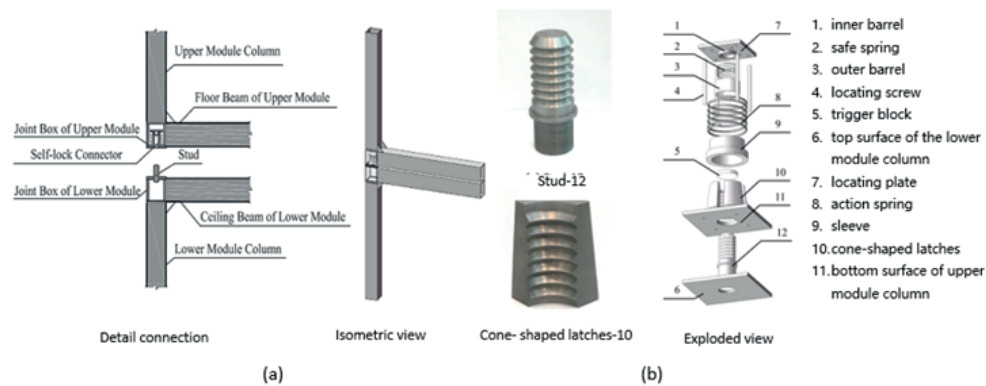 Upper Module Column
Floor Beam of Upper Module
Joint Box of Upper Module
Self-lock Connector
Stud
Joint Box of Lower Module
Ceiling Beam of Lower Module
Lower Module Column
Detail connection
Isometric view
(a)
Stud-12
Cone- shaped latches-10
1
7
2
3
4
8
9
5
10
11
12
6
Exploded view
(b)
1. inner barrel
2. safe spring
3. outer barrel
4. locating screw
5. trigger block
6. top surface of the lower
module column
7. locating plate
8. action spring
9. sleeve
10.cone-shaped latches
11.bottom surface of upper
module column